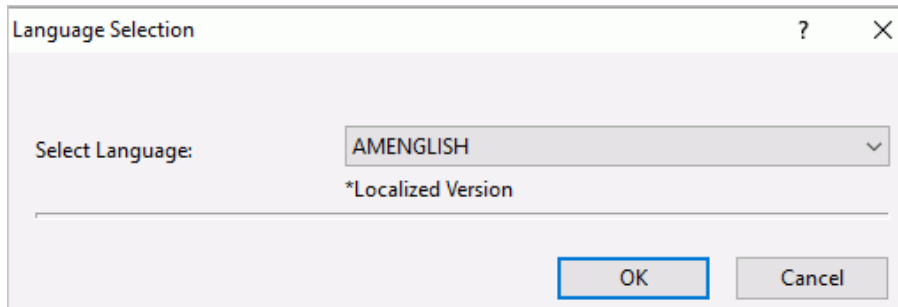 Language Selection ?
Select Language: AMENGLISH
*Localized Version
OK Cancel